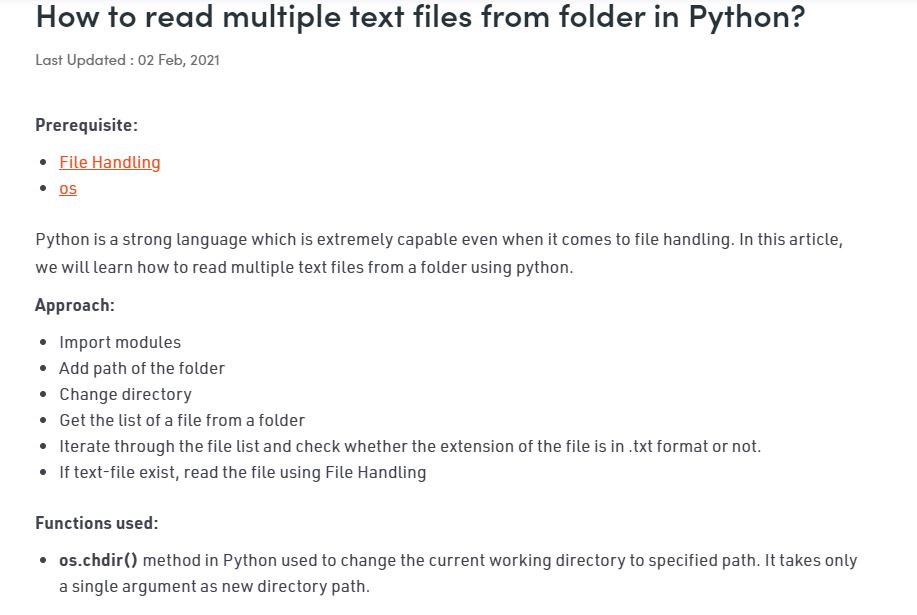 How to read multiple text files from folder in Python?
Last Updated : 02 Feb, 2021
Prerequisite:
• File Handling
• os
Python is a strong language which is extremely capable even when it comes to file handling. In this article,
we will learn how to read multiple text files from a folder using python.
Approach:
• Import modules
• Add path of the folder
• Change directory
• Get the list of a file from a folder
• Iterate through the file list and check whether the extension of the file is in .txt format or not.
• If text-file exist, read the file using File Handling
Functions used:
• os.chdir() method in Python used to change the current working directory to specified path. It takes only
a single argument as new directory path.